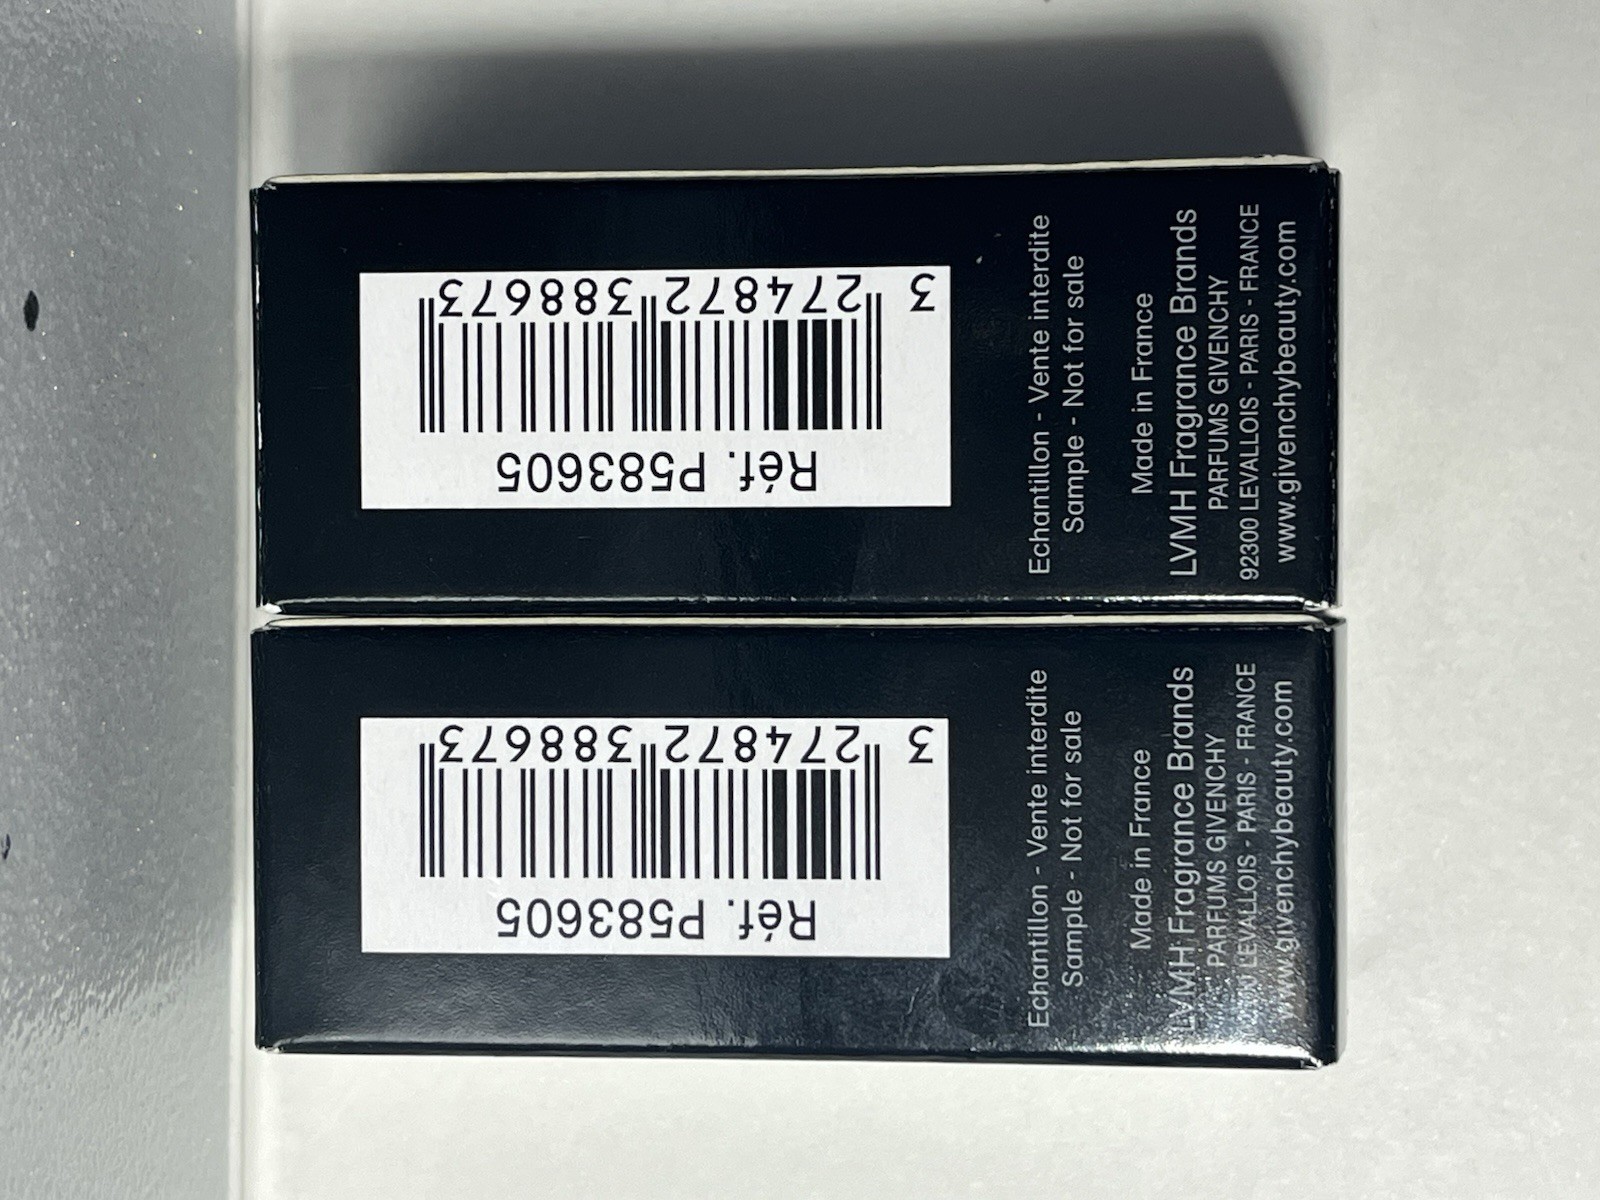 3 274872 388673
Réf. P583605
Echantillon - Vente interdite
Sample - Not for sale
Made in France
LVMH Fragrance Brands
PARFUMS GIVENCHY
92300 LEVALLOIS - PARIS - FRANCE
www.givenchybeauty.com
3 274872 388673
Réf. P583605
Echantillon - Vente interdite
Sample - Not for sale
Made in France
LVMH Fragrance Brands
PARFUMS GIVENCHY
LEVALLOIS - PARIS - FRANCE
www.givenchybeauty.com